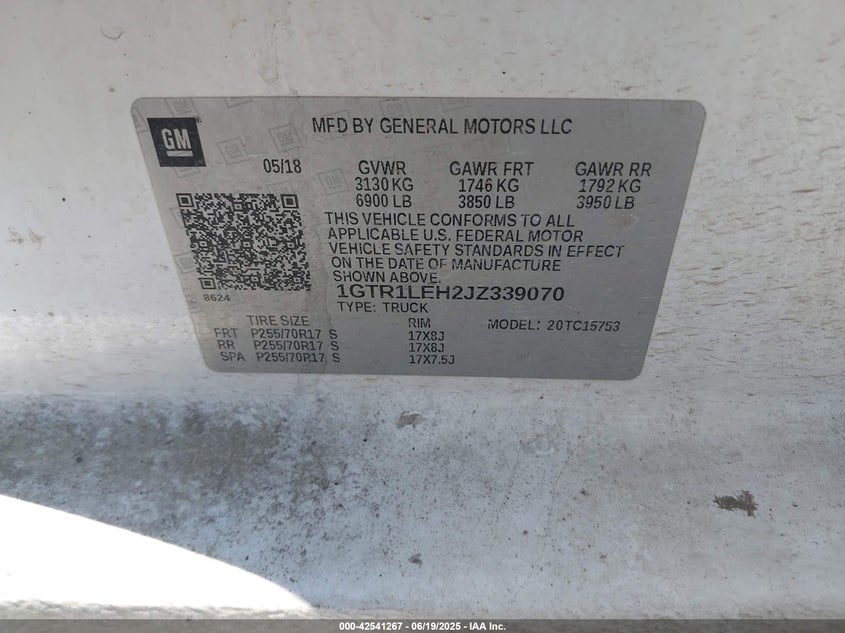 GM
MFD BY GENERAL MOTORS LLC
05/18 GVWR GAWR FRT GAWR RR
3130 KG 1746 KG 1792 KG
6900 LB 3850 LB 3950 LB
THIS VEHICLE CONFORMS TO ALL
APPLICABLE U.S. FEDERAL MOTOR
VEHICLE SAFETY STANDARDS IN EFFECT
ON THE DATE OF MANUFACTURE
SHOWN ABOVE.
8624
1GTR1LEH2JZ339070
TYPE: TRUCK
TIRE SIZE RIM MODEL: 20TC15753
FRT P255/70R17 S 17X8J
RR P255/70R17 S 17X8J
SPA P255/70R17 S 17X7.5J
000-42541267 - 06/19/2025 - IAA Inc.